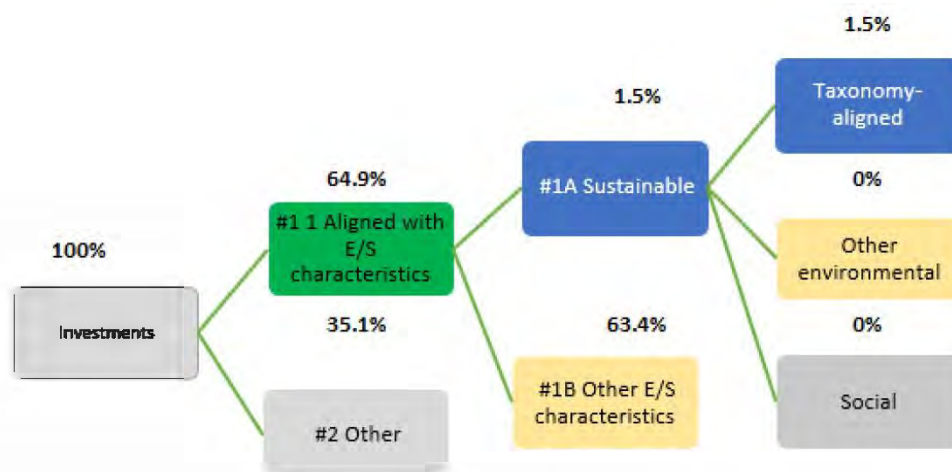 1.5%
1.5%
Taxonomy-
aligned
64.9%
#1A Sustainable
0%
#1 1 Aligned with
E/S
characteristics
100%
Other
environmental
Investments
35.1%
63.4%
0%
#1B Other E/S
characteristics
Social
#2 Other